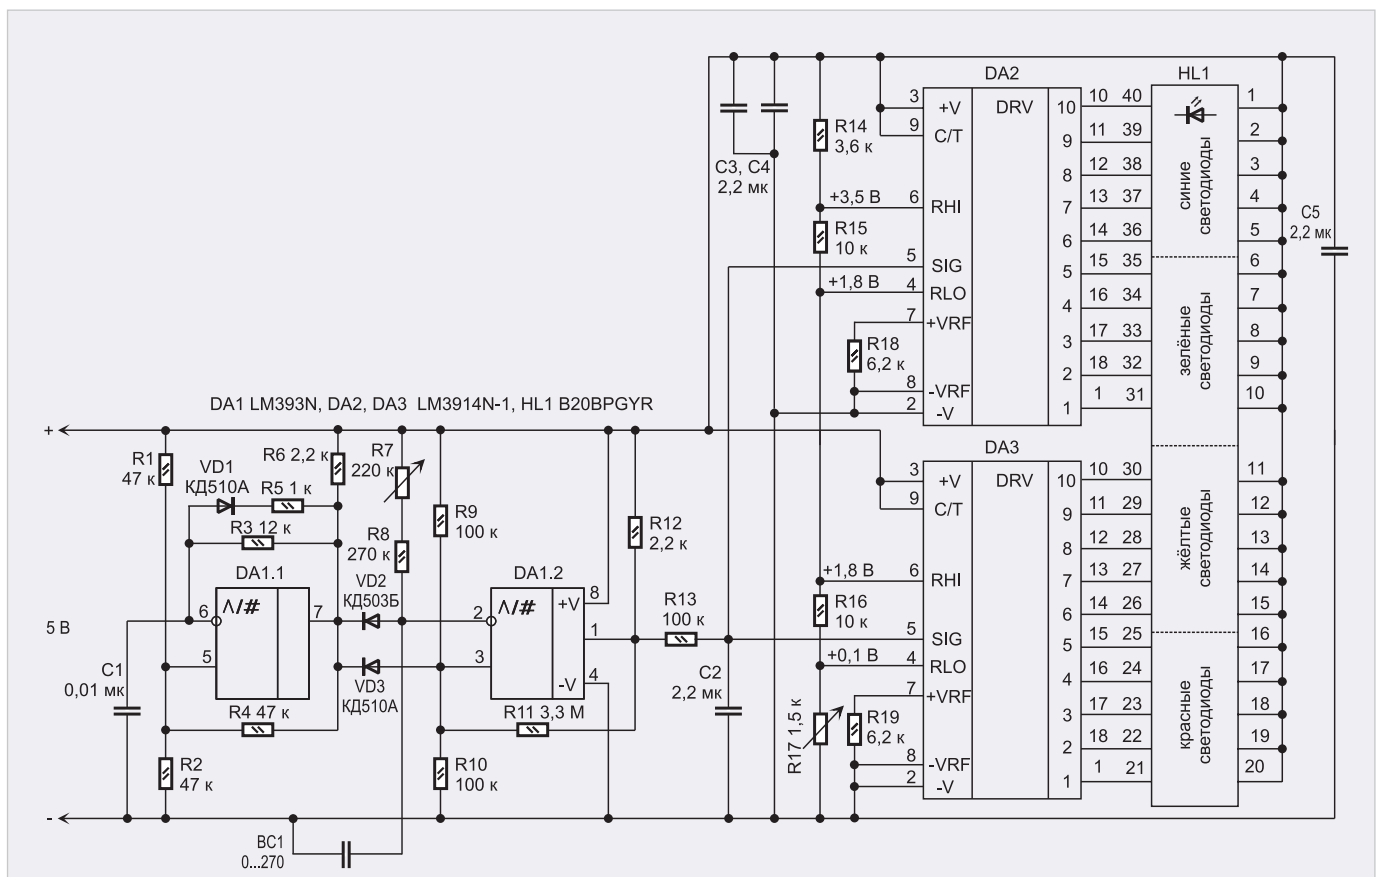 DA2
HL1
3
+V
DRV
10
10
40
1
9
C/T
9
11
39
2
R14
3,6 к
8
12
38
3
C3, C4
2,2 мк
+3,5 В
6
RHI
7
13
37
4
R15
10 к
6
14
36
5
синие
светодиоды
C5
2,2 мк
5
SIG
5
15
35
6
+1,8 В
4
RLO
4
16
34
7
7
+VRF
3
17
33
8
R18
6,2 к
2
18
32
9
8
-VRF
2
-V
1
1
31
10
зелёные
светодиоды
DA1 LM393N, DA2, DA3 LM3914N-1, HL1 B20BPGYR
+
R1
47 к
VD1
КД510А
R5 1 к
R6 2,2 к
R7
220 к
R3 12 к
R8
270 к
R9
100 к
R12
2,2 к
DA3
3
+V
DRV
10
10
30
11
9
C/T
9
11
29
12
8
12
28
13
+1,8 В
6
RHI
7
13
27
14
R16
10 к
6
14
26
15
жёлтые
светодиоды
DA1.1
VD2
КД503Б
DA1.2
Λ/#
6
7
5
Λ/#
+V
8
2
1
3
-V
4
R13
100 к
5 В
5
SIG
5
15
25
16
+0,1 В
4
RLO
4
16
24
17
C1
0,01 мк
VD3
КД510А
C2
2,2 мк
7
+VRF
3
17
23
18
R4 47 к
R11 3,3 М
R17 1,5 к
R19
6,2 к
2
18
22
19
R2
47 к
R10
100 к
8
-VRF
2
-V
1
1
21
20
красные
светодиоды
-
BC1
0...270